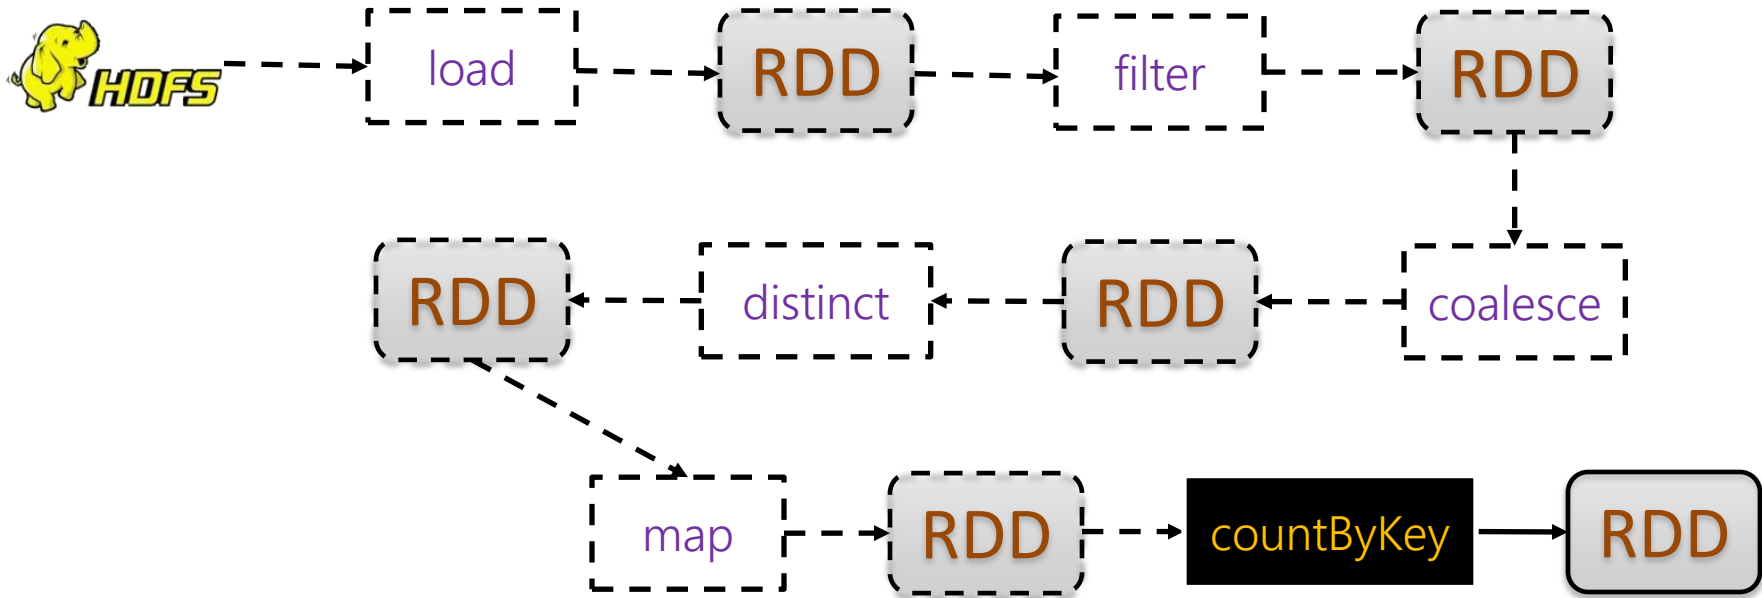 HDFS
load
RDD
filter
RDD
coalesce
RDD
distinct
RDD
map
RDD
countByKey
RDD